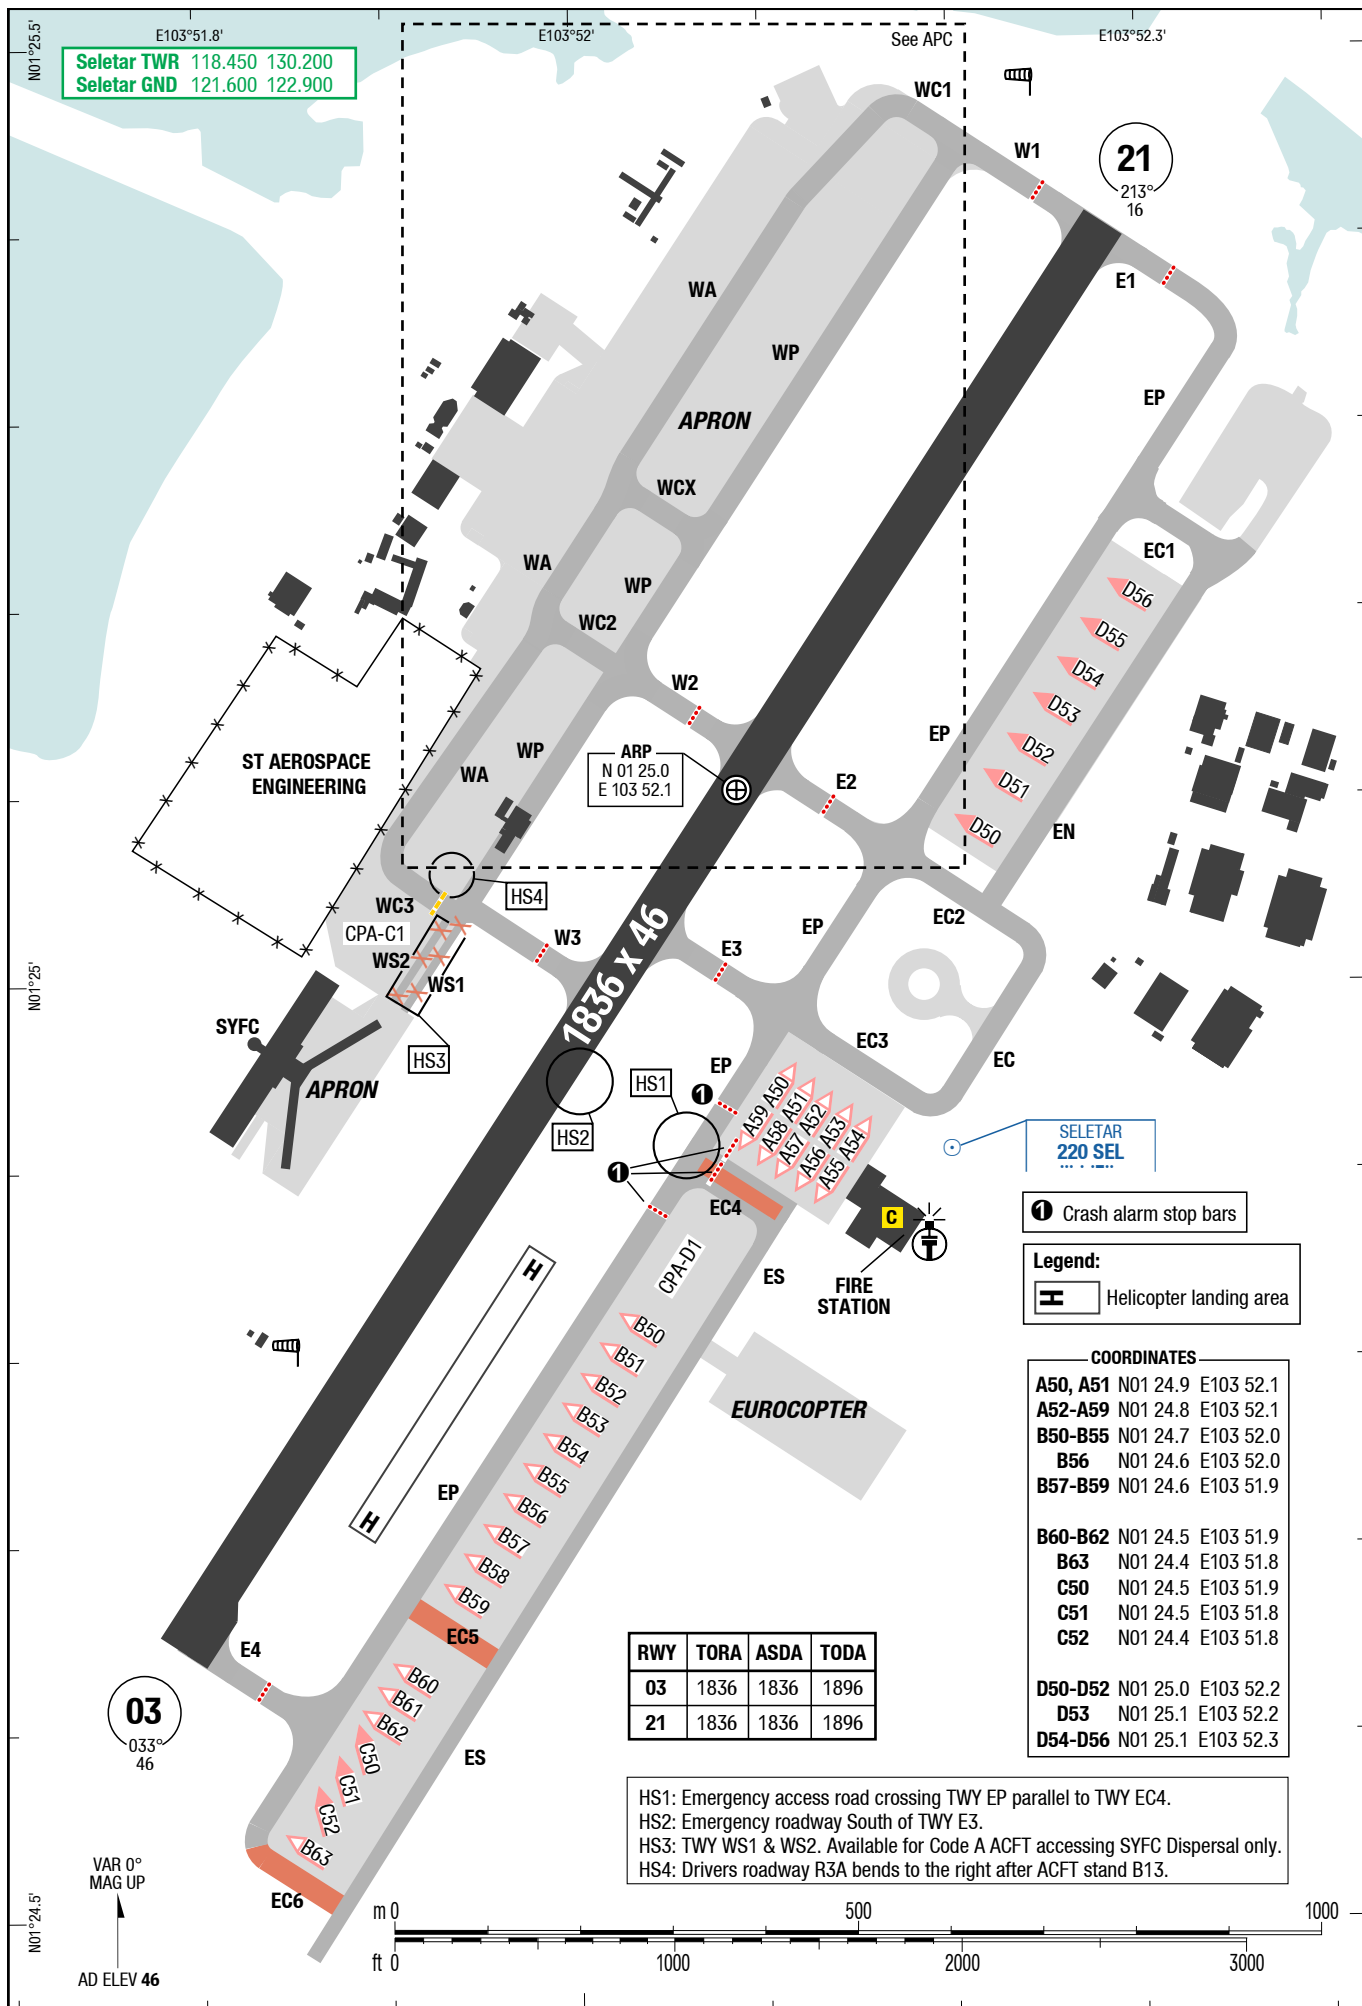 E103°51.8'
E103°52'
See APC
E103°52.3'
N01°25.5'
Seletar TWR 118.450 130.200
Seletar GND 121.600 122.900
WC1
W1
21
213°
16
E1
WA
WP
EP
APRON
WCX
EC1
WA
WP
WC2
D56
D55
D54
D53
D52
D51
D50
W2
EP
ARP
N 01 25.0
E 103 52.1
E2
EN
ST AEROSPACE
ENGINEERING
WP
WA
HS4
WC3
CPA-C1
WS2
WS1
W3
EC2
EP
E3
N01°25'
1836 x 46
SYFC
HS3
APRON
EC3
EC
EP
HS1
HS2
1
1
A59 A50
A58 A51
A57 A52
A56 A53
A55 A54
SELETAR
220 SEL
EC4
C
1 Crash alarm stop bars
Legend:
H Helicopter landing area
CPA-D1
ES
FIRE
STATION
H
H
B50
B51
B52
B53
B54
B55
B56
B57
B58
B59
EUROCOPTER
EP
COORDINATES
A50, A51 N01 24.9 E103 52.1
A52-A59 N01 24.8 E103 52.1
B50-B55 N01 24.7 E103 52.0
B56 N01 24.6 E103 52.0
B57-B59 N01 24.6 E103 51.9
B60-B62 N01 24.5 E103 51.9
B63 N01 24.4 E103 51.8
C50 N01 24.5 E103 51.9
C51 N01 24.5 E103 51.8
C52 N01 24.4 E103 51.8
D50-D52 N01 25.0 E103 52.2
D53 N01 25.1 E103 52.2
D54-D56 N01 25.1 E103 52.3
EC5
E4
B60
B61
B62
C50
C51
C52
B63
ES
RWY TORA ASDA TODA
03 1836 1836 1896
21 1836 1836 1896
03
033°
46
HS1: Emergency access road crossing TWY EP parallel to TWY EC4.
HS2: Emergency roadway South of TWY E3.
HS3: TWY WS1 & WS2. Available for Code A ACFT accessing SYFC Dispersal only.
HS4: Drivers roadway R3A bends to the right after ACFT stand B13.
EC6
VAR 0°
MAG UP
N01°24.5'
AD ELEV 46
m 0 500 1000
ft 0 1000 2000 3000